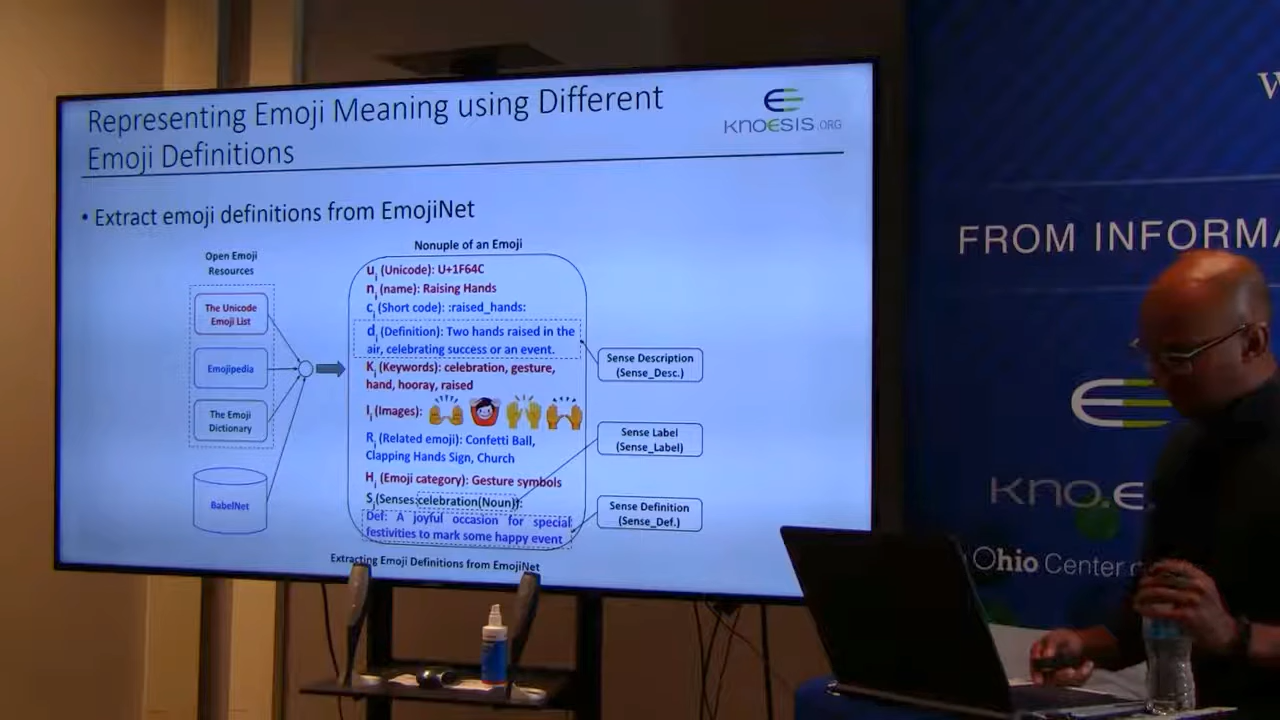 Representing Emoji Meaning using Different
Emoji Definitions
KNOESIS.ORG
• Extract emoji definitions from EmojiNet
Open Emoji
Resources
The Unicode
Emoji List
Emojipedia
The Emoji
Dictionary
BabelNet
Nonuple of an Emoji
ui (Unicode): U+1F64C
ni (name): Raising Hands
ci (Short code): :raised_hands:
di (Definition): Two hands raised in the
air, celebrating success or an event.
Ki (Keywords): celebration, gesture,
hand, hooray, raised
Ii (Images):
Ri (Related emoji): Confetti Ball,
Clapping Hands Sign, Church
Hi (Emoji category): Gesture symbols
Si(Senses:celebration(Noun)):
Def: A joyful occasion for special
festivities to mark some happy event
Sense Description
(Sense_Desc.)
Sense Label
(Sense_Label)
Sense Definition
(Sense_Def.)
Extracting Emoji Definitions from EmojiNet
W
FROM INFORMA
kno.e
Ohio Center